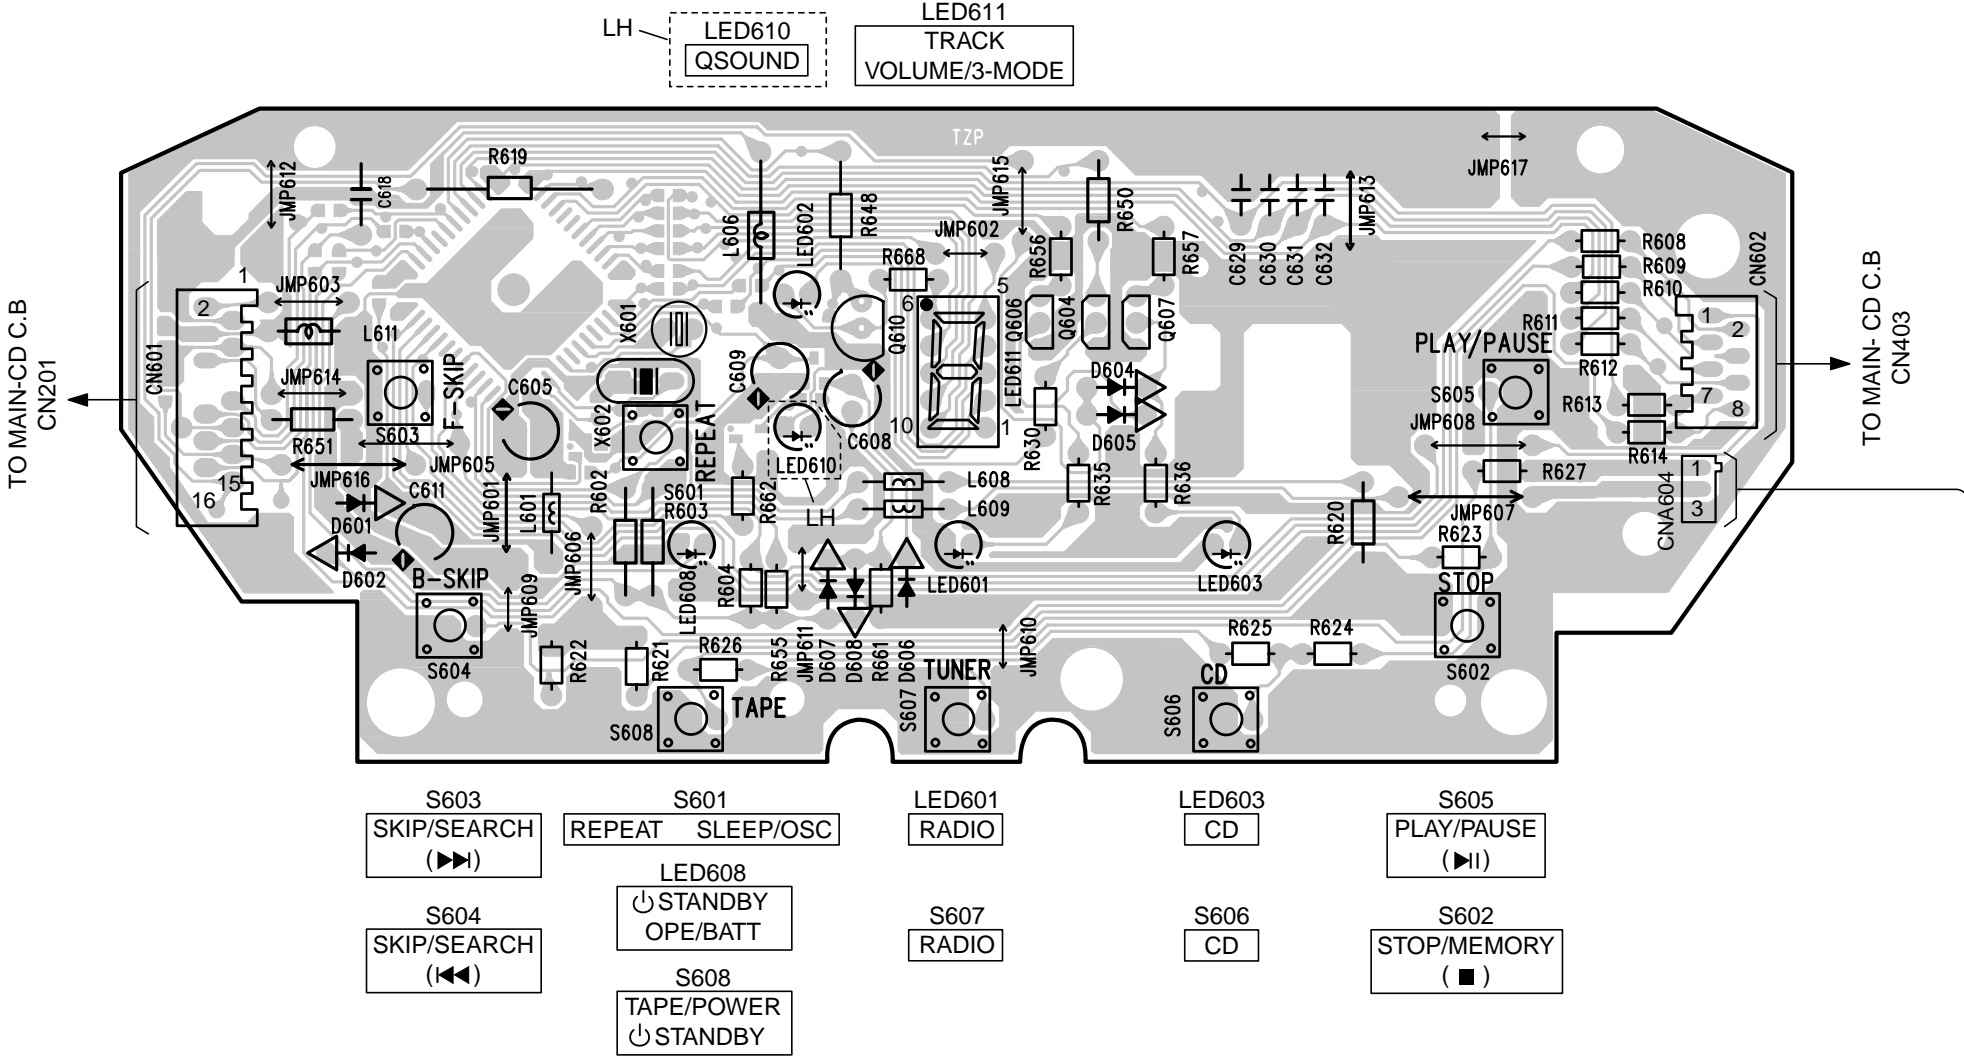 LED611
LH
LED610
QSOUND
TRACK
VOLUME/3-MODE
TZP
R619
JMP612
C618
L606
LED602
R648
JMP615
R650
JMP602
R656
R657
C629
C630
C631
C632
JMP613
JMP617
R608
R609
R610
R611
R612
R613
R614
CN602
1
2
7
8
TO MAIN- CD C.B
CN403
TO MAIN-CD C.B
CN201
CN601
1
2
15
16
JMP603
L611
JMP614
R651
S603
F-SKIP
JMP605
JMP616
C611
D601
D602
B-SKIP
S604
C605
X601
X602
REPEAT
S601
R602
R603
C609
C608
Q610
R668
6
5
10
1
LED611
Q606
Q604
Q607
D604
D605
R630
R635
R636
LED610
LH
R662
L608
L609
JMP601
L601
JMP606
JMP609
LED608
R604
R655
JMP611
D607
D608
R661
D606
LED601
LED603
JMP610
R620
PLAY/PAUSE
S605
JMP608
R627
JMP607
R623
STOP
S602
CNA604
1
3
R622
R621
R626
S608
TAPE
TUNER
S607
CD
S606
R625
R624
S603
SKIP/SEARCH
(▶▶I)
S601
REPEAT SLEEP/OSC
LED601
RADIO
LED603
CD
S605
PLAY/PAUSE
(▶II)
LED608
⏻STANDBY
OPE/BATT
S604
SKIP/SEARCH
(I◀◀)
S607
RADIO
S606
CD
S602
STOP/MEMORY
( ■ )
S608
TAPE/POWER
⏻STANDBY